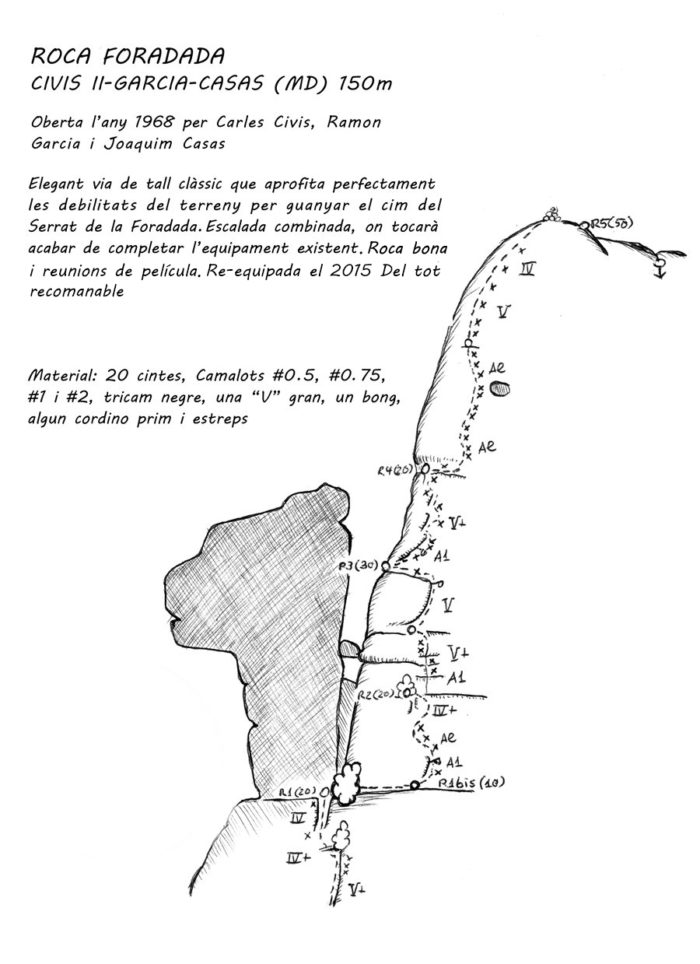 ROCA FORADADA
CIVIS II-GARCIA-CASAS (MD) 150m
Oberta l'any 1968 per Carles Civis, Ramon
Garcia i Joaquim Casas
Elegant via de tall clàssic que aprofita perfectament
les debilitats del terreny per guanyar el cim del
Serrat de la Foradada. Escalada combinada, on tocarà
acabar de completar l'equipament existent. Roca bona
i reunions de película. Re-equipada el 2015 Del tot
recomanable
Material: 20 cintes, Camalots #0.5, #0.75,
#1 i #2, tricam negre, una "V" gran, un bong,
algun cordino prim i estreps
R5(50)
IV
V
Ae
Ae
R4(20)
V+
A1
R3(30)
V
V+
A1
R2(20)
IV+
Ae
A1
R1bis(10)
R1(20)
IV
IV+
V+